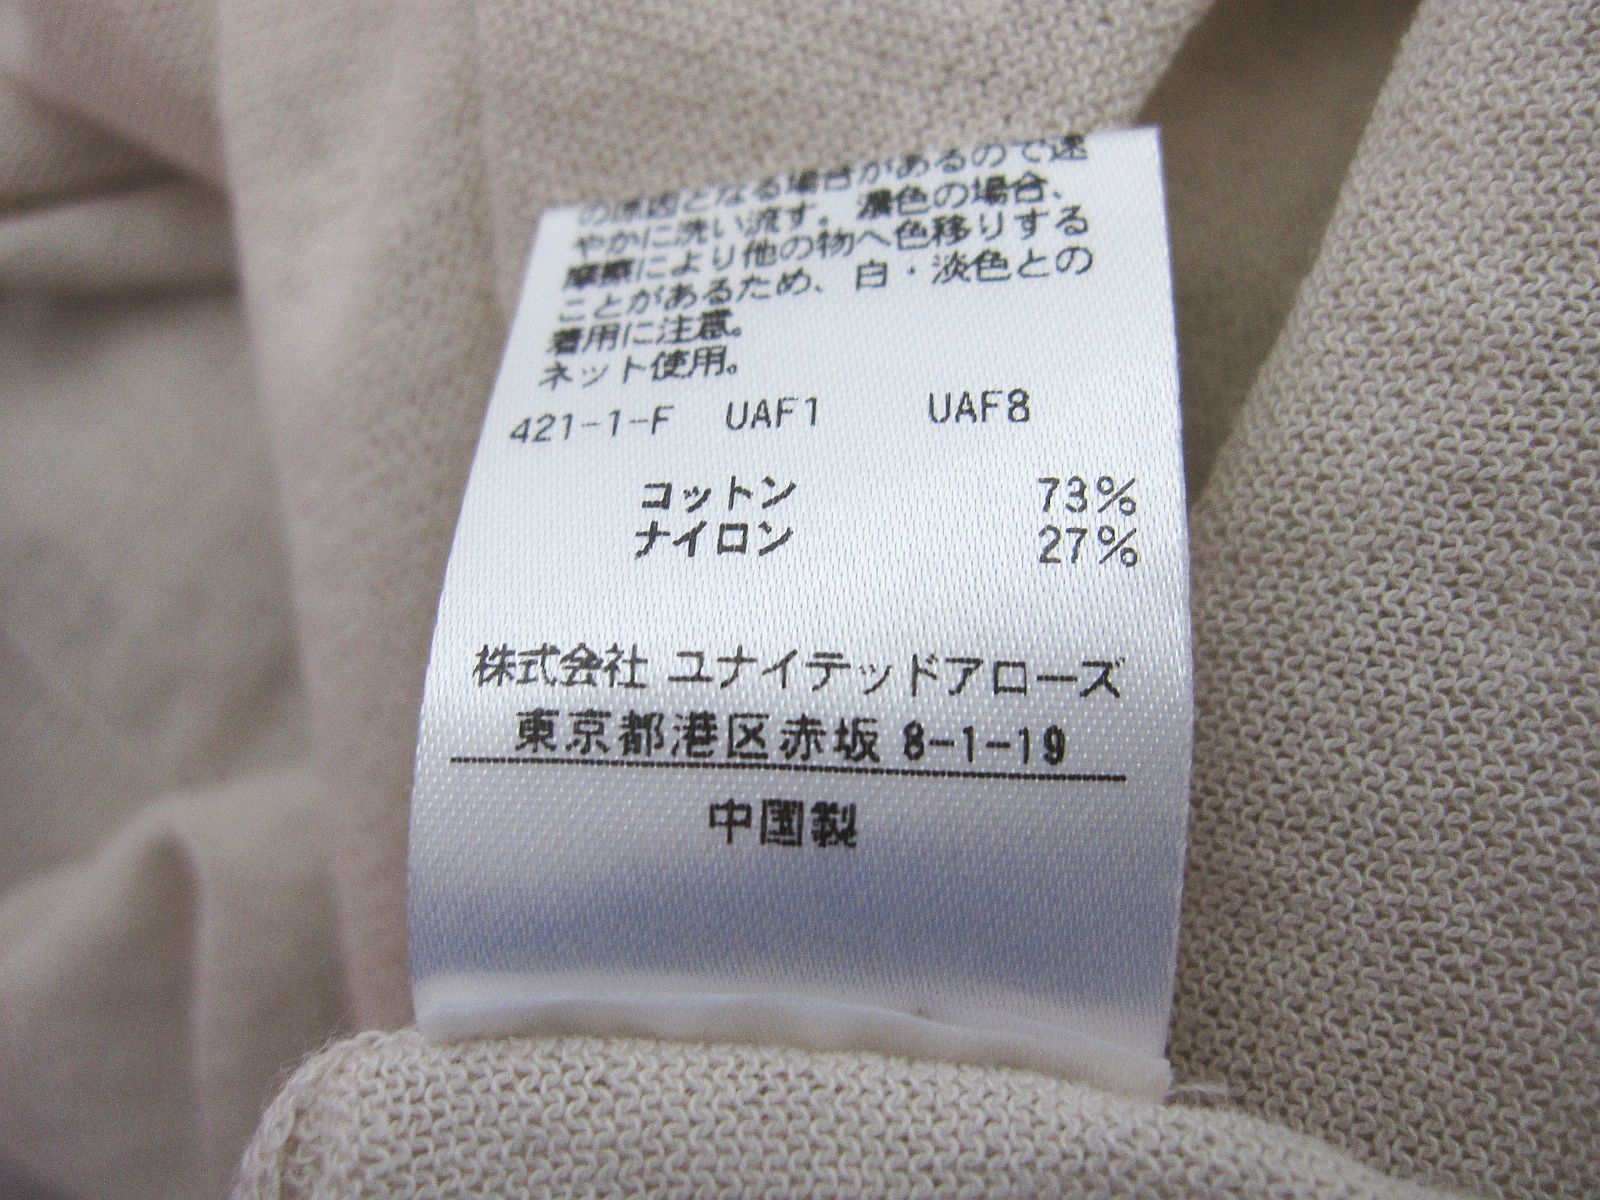 の原因となる場合があるので速
やかに洗い流す。濃色の場合、
摩擦により他の物へ色移りする
ことがあるため、白・淡色との
着用に注意。
ネット使用。
421-1-F UAF1 UAF8
コットン 73%
ナイロン 27%
株式会社 ユナイテッドアローズ
東京都港区赤坂 8-1-19
中国製